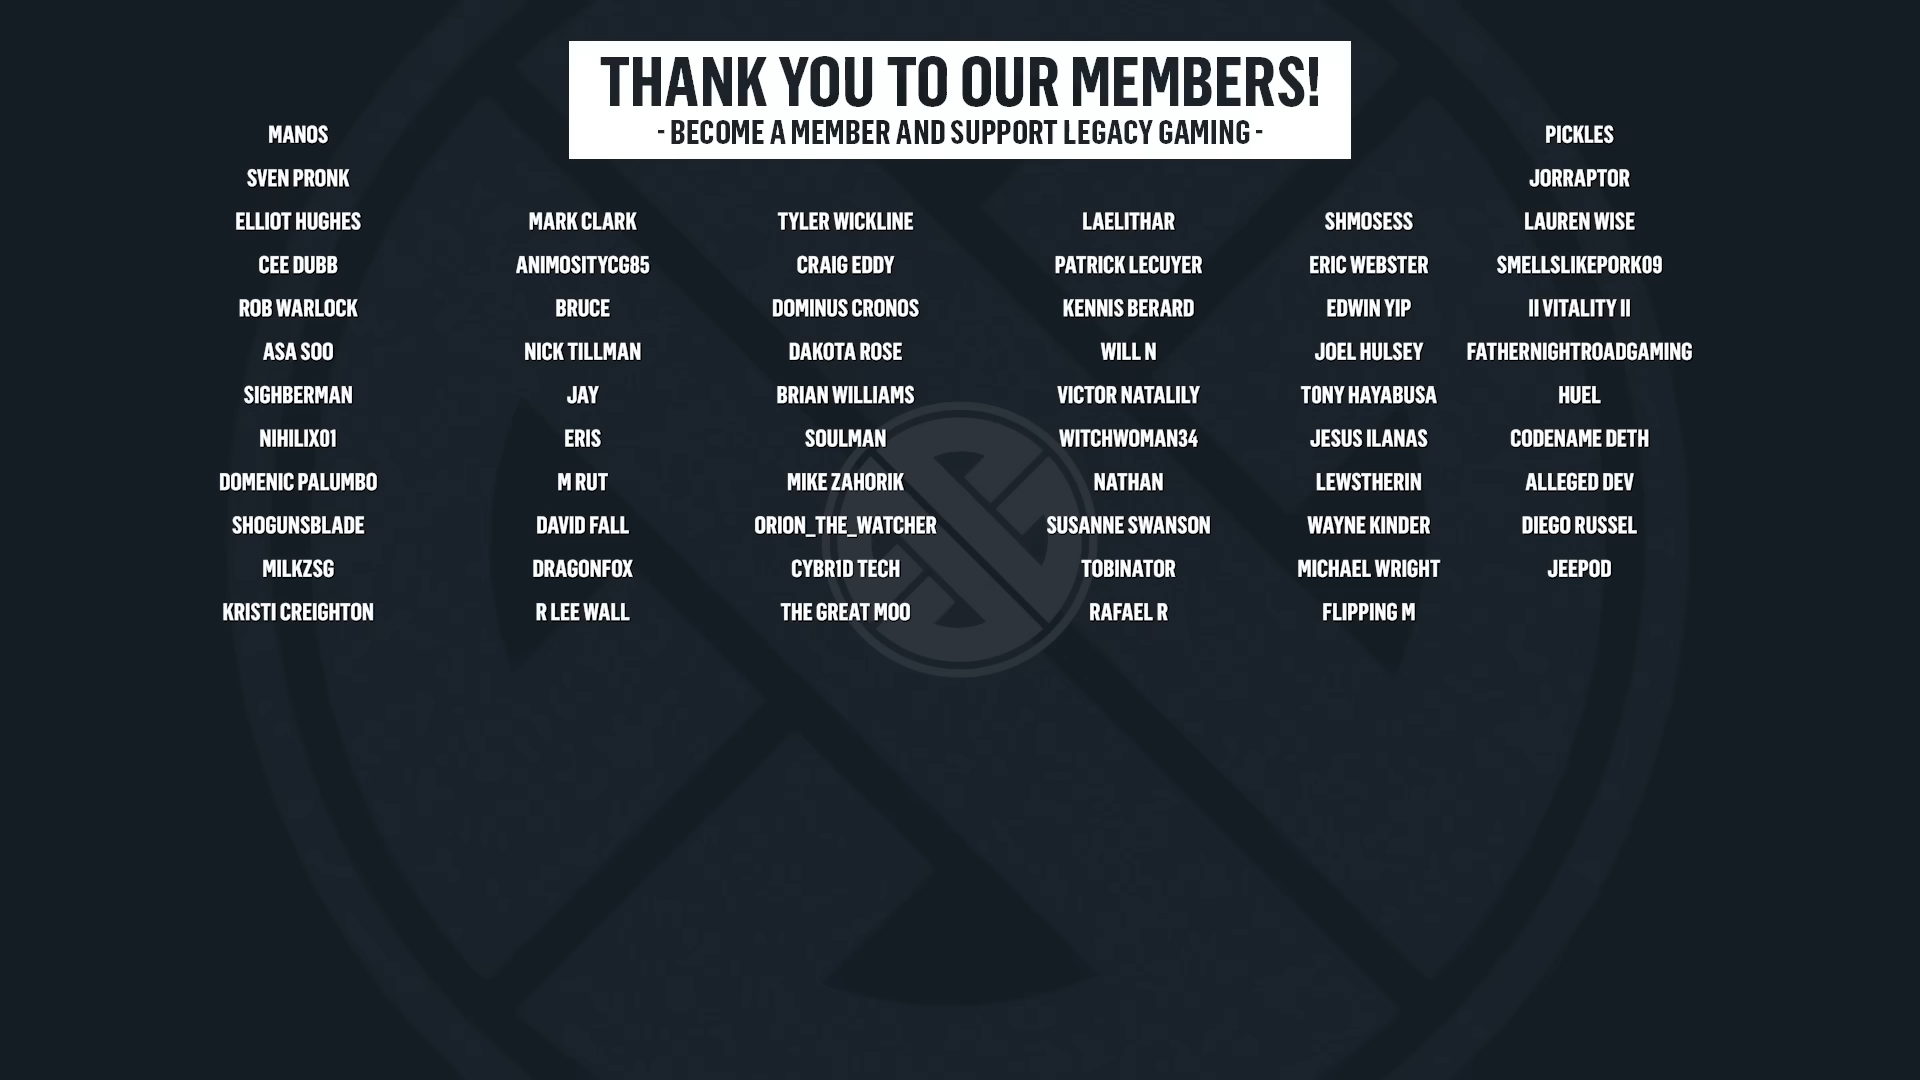 THANK YOU TO OUR MEMBERS!
- BECOME A MEMBER AND SUPPORT LEGACY GAMING -
MANOS
SVEN PRONK
ELLIOT HUGHES
CEE DUBB
ROB WARLOCK
ASA SOO
SIGHBERMAN
NIHILIX01
DOMENIC PALUMBO
SHOGUNSBLADE
MILKZSG
KRISTI CREIGHTON
MARK CLARK
ANIMOSITYCG85
BRUCE
NICK TILLMAN
JAY
ERIS
M RUT
DAVID FALL
DRAGONFOX
R LEE WALL
TYLER WICKLINE
CRAIG EDDY
DOMINUS CRONOS
DAKOTA ROSE
BRIAN WILLIAMS
SOULMAN
MIKE ZAHORIK
ORION_THE_WATCHER
CYBR1D TECH
THE GREAT MOO
LAELITHAR
PATRICK LECUYER
KENNIS BERARD
WILL N
VICTOR NATALILY
WITCHWOMAN34
NATHAN
SUSANNE SWANSON
TOBINATOR
RAFAEL R
SHMOSESS
ERIC WEBSTER
EDWIN YIP
JOEL HULSEY
TONY HAYABUSA
JESUS ILANAS
LEWSTHERIN
WAYNE KINDER
MICHAEL WRIGHT
FLIPPING M
PICKLES
JORRAPTOR
LAUREN WISE
SMELLSLIKEPORK09
II VITALITY II
FATHERNIGHTROADGAMING
HUEL
CODENAME DETH
ALLEGED DEV
DIEGO RUSSEL
JEEPOD